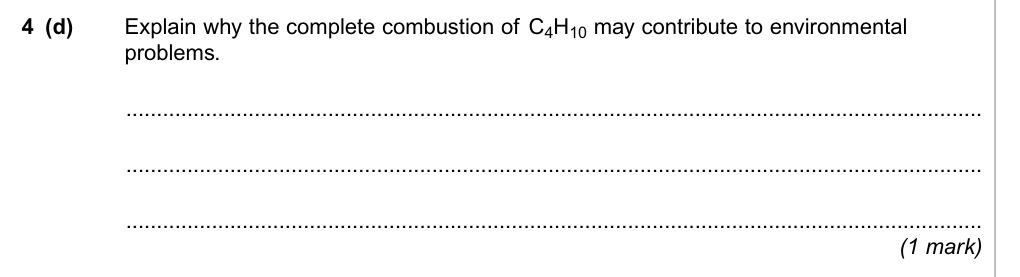 4 (d) Explain why the complete combustion of C₄H₁₀ may contribute to environmental
problems.
................................................................................
................................................................................
................................................................................
(1 mark)